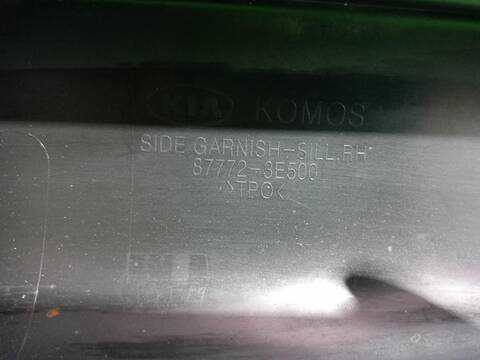 KIA KOMOS
SIDE GARNISH-SILL.RH
87772-3E500
>TPO<